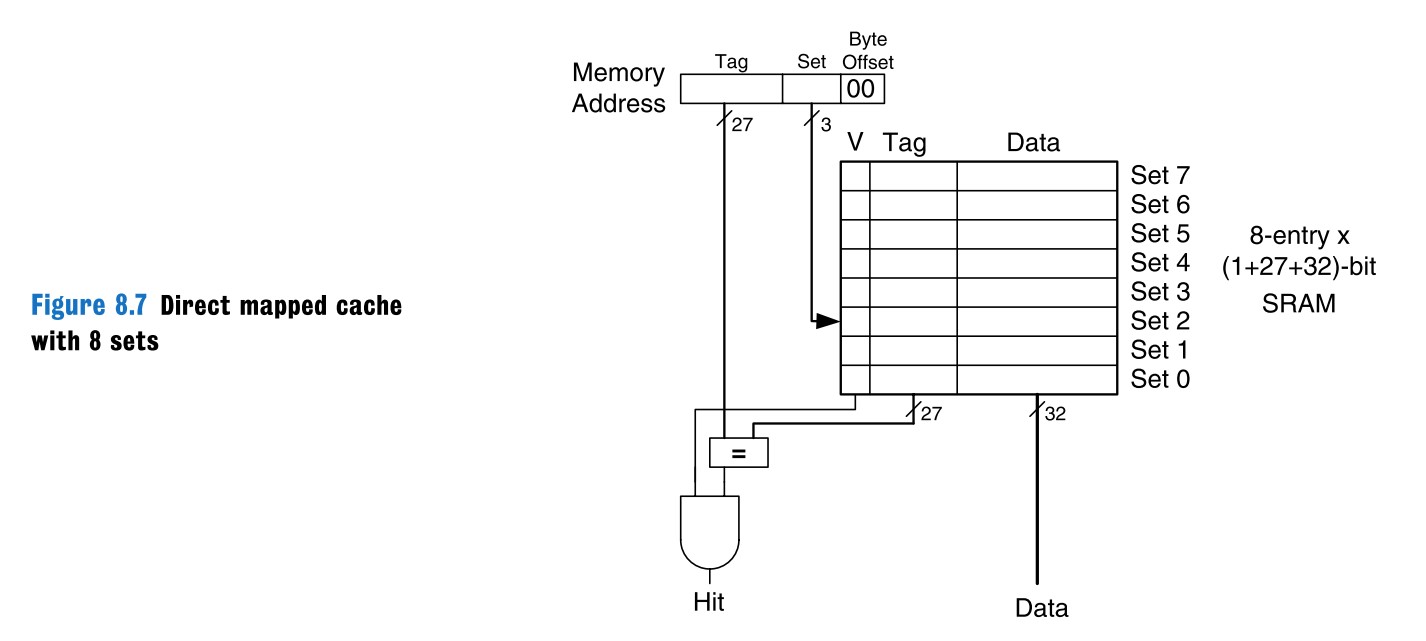 Byte
Tag Set Offset
Memory
Address
00
27 3
V Tag Data
Set 7
Set 6
Set 5
Set 4
Set 3
Set 2
Set 1
Set 0
8-entry x
(1+27+32)-bit
SRAM
Figure 8.7 Direct mapped cache
with 8 sets
27 32
=
Hit
Data